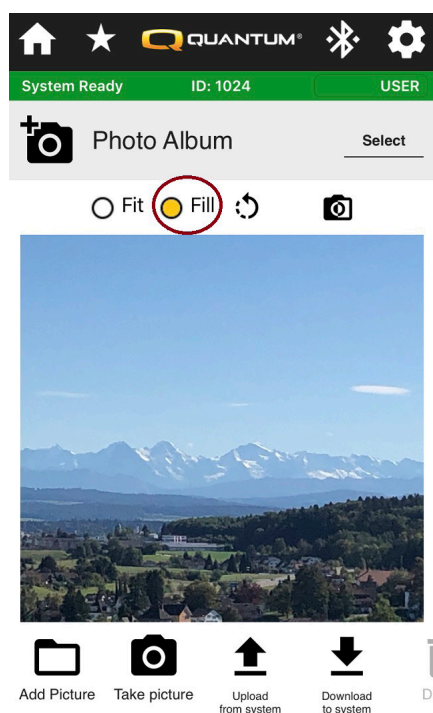 QUANTUM®
System Ready ID: 1024 USER
Photo Album Select
Fit Fill
Add Picture Take picture Upload from system Download to system D